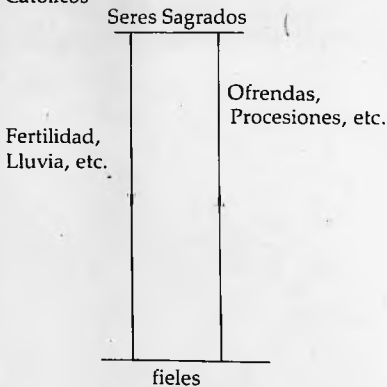 Católicos
Seres Sagrados
Ofrendas,
Procesiones, etc.
Fertilidad,
Lluvia, etc.
fieles